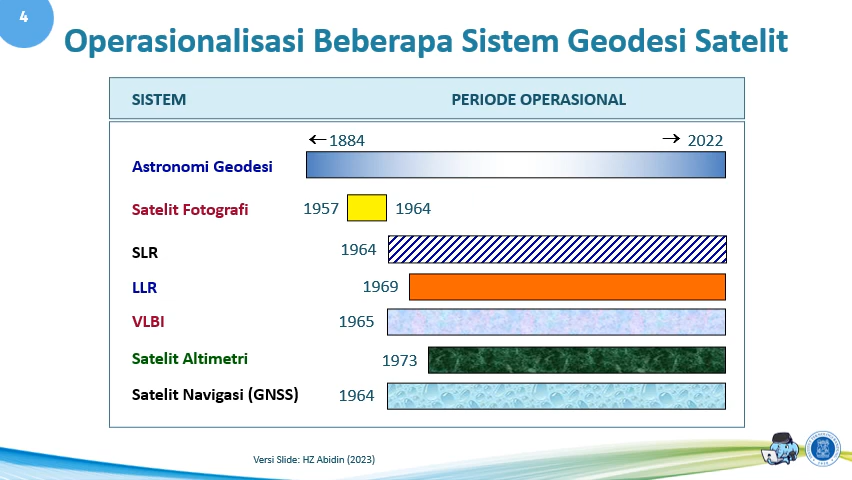 4
Operasionalisasi Beberapa Sistem Geodesi Satelit
SISTEM PERIODE OPERASIONAL
← 1884 → 2022
Astronomi Geodesi
Satelit Fotografi 1957 1964
SLR 1964
LLR 1969
VLBI 1965
Satelit Altimetri 1973
Satelit Navigasi (GNSS) 1964
Versi Slide: HZ Abidin (2023)